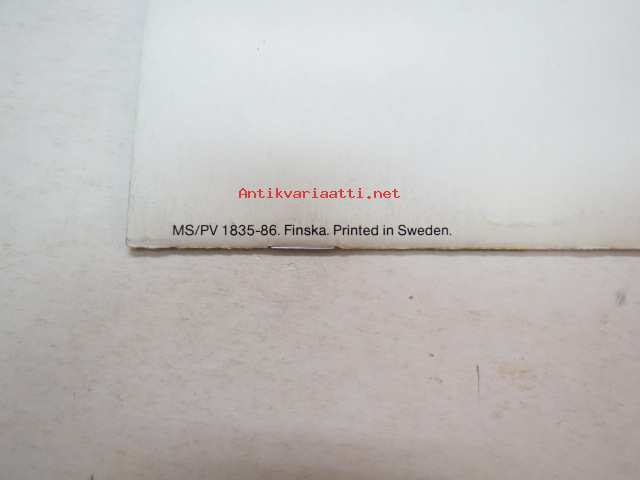 Antikvariaatti.net
MS/PV 1835-86. Finska. Printed in Sweden.